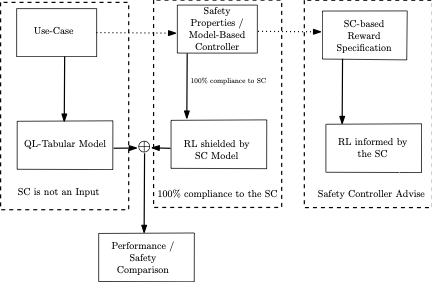 Use-Case
Safety
Properties /
Model-Based
Controller
SC-based
Reward
Specification
100% compliance to SC
QL-Tabular Model
RL shielded by
SC Model
RL informed by
the SC
SC is not an Input
100% compliance to the SC
Safety Controller Advise
Performance /
Safety
Comparison